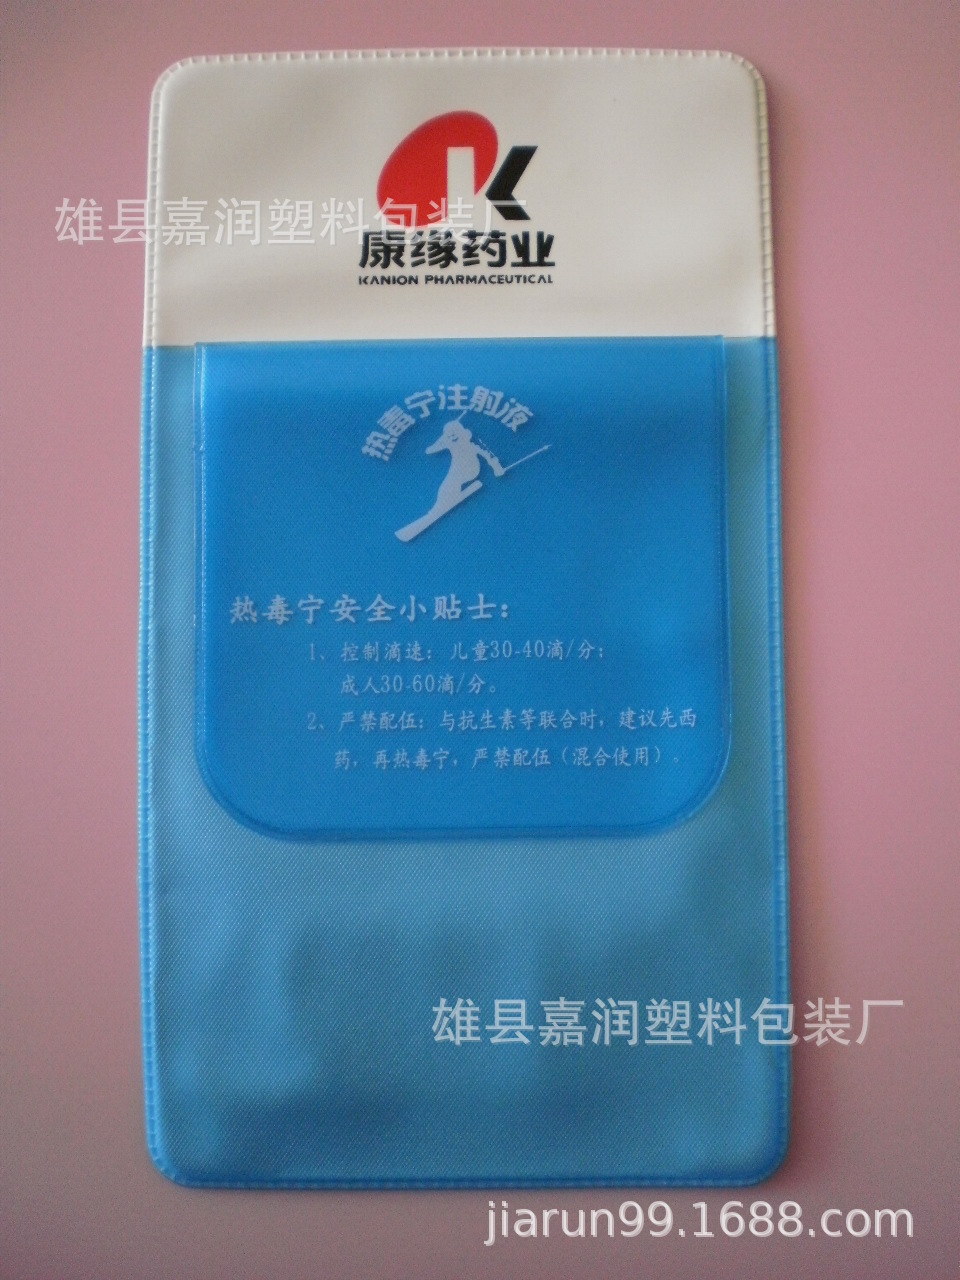 雄县嘉润塑料包装厂
康缘药业
KANION PHARMACEUTICAL
热毒宁注射液
热毒宁安全小贴士：
1、控制滴速：儿童30-40滴/分；
成人30-60滴/分。
2、严禁配伍：与抗生素等联合时，建议先西
药，再热毒宁，严禁配伍（混合使用）。
雄县嘉润塑料包装厂
jiarun99.1688.com